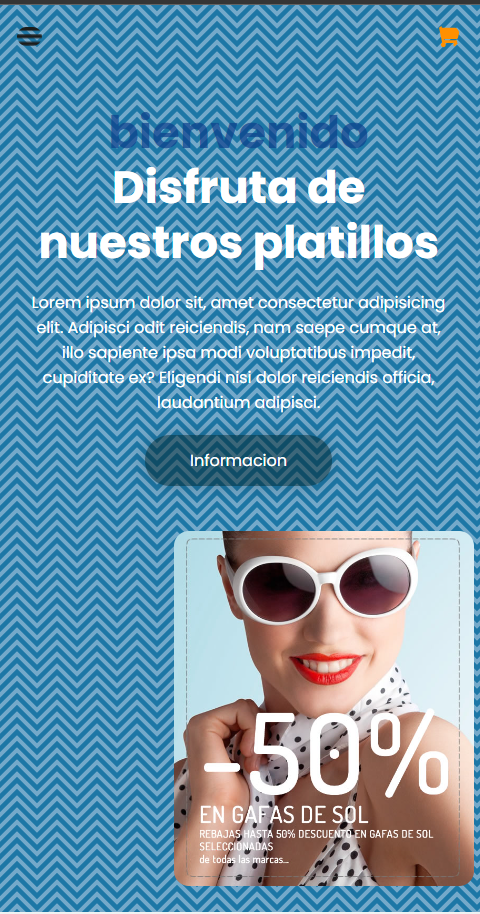 bienvenido
Disfruta de
nuestros platillos
Lorem ipsum dolor sit, amet consectetur adipisicing
elit. Adipisci odit reiciendis, nam saepe cumque at,
illo sapiente ipsa modi voluptatibus impedit,
cupiditate ex? Eligendi nisi dolor reiciendis officia,
laudantium adipisci.
Informacion
-50%
EN GAFAS DE SOL
REBAJAS HASTA 50% DESCUENTO EN GAFAS DE SOL
SELECCIONADAS
de todas las marcas...